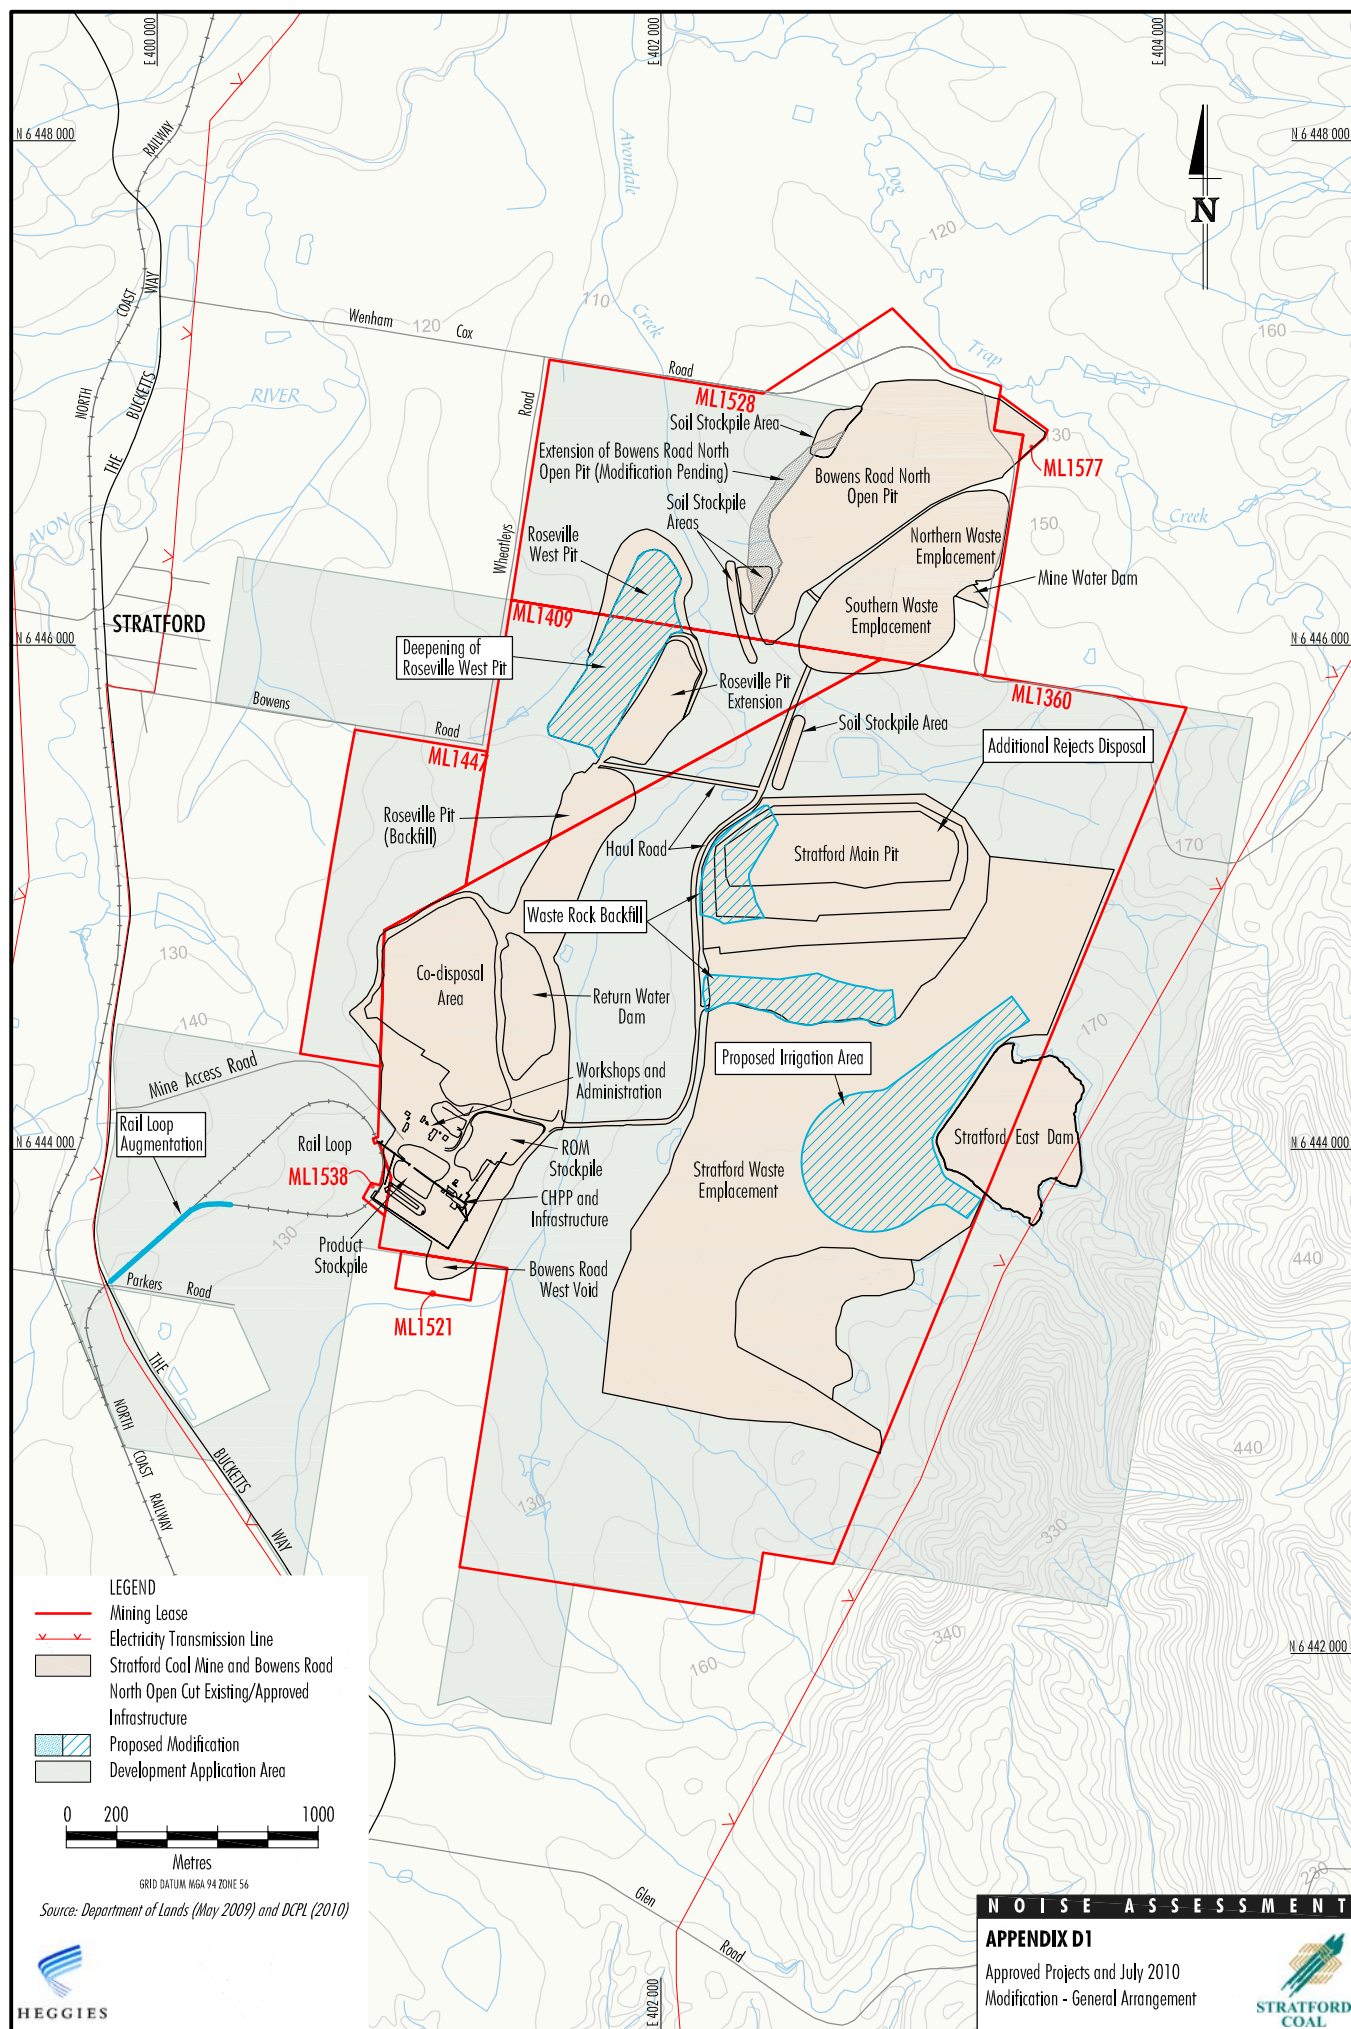 E 400 000
E 402 000
E 404 000
N 6 448 000
N 6 448 000
RAILWAY
COAST
NORTH
WAY
BUCKETTS
THE
Avondale
Creek
Dog
Trap
Creek
N
120
110
160
Wenham
Cox
Road
120
RIVER
AVON
Road
Wheatleys
ML1528
Soil Stockpile Area
Extension of Bowens Road North
Open Pit (Modification Pending)
Bowens Road North
Open Pit
130
ML1577
Soil Stockpile
Areas
150
Roseville
West Pit
Northern Waste
Emplacement
Mine Water Dam
Southern Waste
Emplacement
ML1409
STRATFORD
N 6 446 000
N 6 446 000
Deepening of
Roseville West Pit
Roseville Pit
Extension
ML1360
Bowens
Road
ML1447
Soil Stockpile Area
Additional Rejects Disposal
Roseville Pit
(Backfill)
Haul Road
Stratford Main Pit
170
Waste Rock Backfill
130
Co-disposal
Area
Return Water
Dam
140
170
Mine Access Road
Proposed Irrigation Area
Workshops and
Administration
Rail Loop
Augmentation
N 6 444 000
N 6 444 000
Rail Loop
ROM
Stockpile
Stratford East Dam
ML1538
Stratford Waste
Emplacement
CHPP and
Infrastructure
130
Product
Stockpile
440
Parkers
Road
Bowens Road
West Void
ML1521
THE
BUCKETTS
WAY
NORTH
COAST
RAILWAY
440
130
330
340
160
N 6 442 000
230
LEGEND
Mining Lease
Electricity Transmission Line
Stratford Coal Mine and Bowens Road
North Open Cut Existing/Approved
Infrastructure
Proposed Modification
Development Application Area
0 200 1000
Metres
GRID DATUM MGA 94 ZONE 56
Source: Department of Lands (May 2009) and DCPL (2010)
HEGGIES
Glen
Road
E 402 000
NOISE ASSESSMENT
APPENDIX D1
Approved Projects and July 2010
Modification - General Arrangement
STRATFORD
COAL